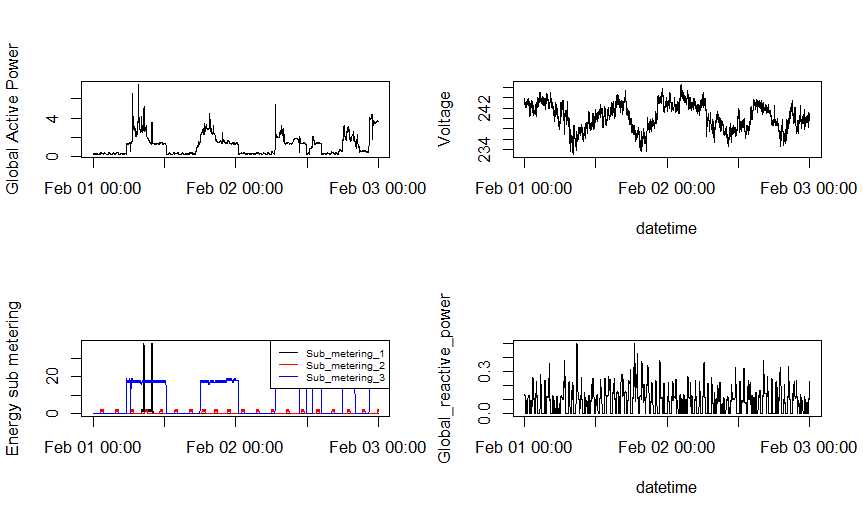 Global Active Power
0
4
Feb 01 00:00
Feb 02 00:00
Feb 03 00:00
Voltage
234
242
Feb 01 00:00
Feb 02 00:00
Feb 03 00:00
datetime
Energy sub metering
0
20
Sub_metering_1
Sub_metering_2
Sub_metering_3
Feb 01 00:00
Feb 02 00:00
Feb 03 00:00
Global_reactive_power
0.0
0.3
Feb 01 00:00
Feb 02 00:00
Feb 03 00:00
datetime